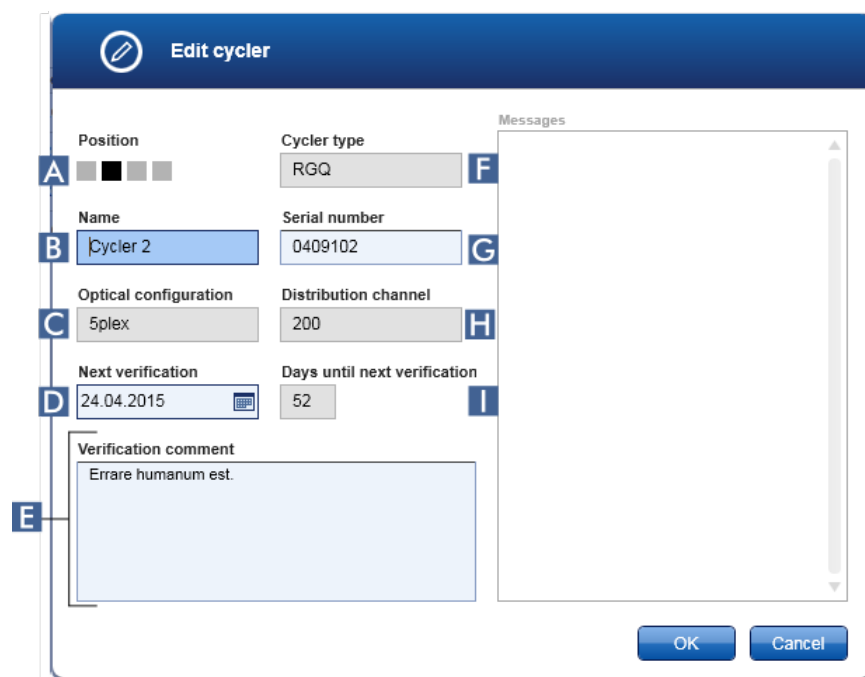 Edit cycler
Messages
Position
Cycler type
A
RGQ
F
Name
Serial number
B
Cycler 2
0409102
G
Optical configuration
Distribution channel
C
5plex
200
H
Next verification
Days until next verification
D
24.04.2015
52
I
Verification comment
Errare humanum est.
E
OK
Cancel